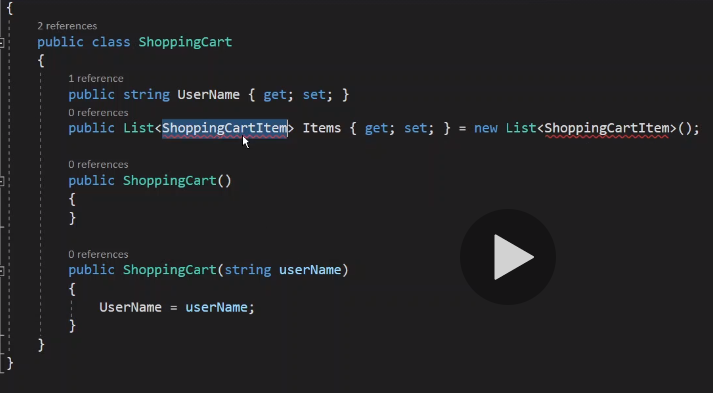 {
2 references
public class ShoppingCart
{
1 reference
public string UserName { get; set; }
0 references
public List<ShoppingCartItem> Items { get; set; } = new List<ShoppingCartItem>();
0 references
public ShoppingCart()
{
}
0 references
public ShoppingCart(string userName)
{
UserName = userName;
}
}
}